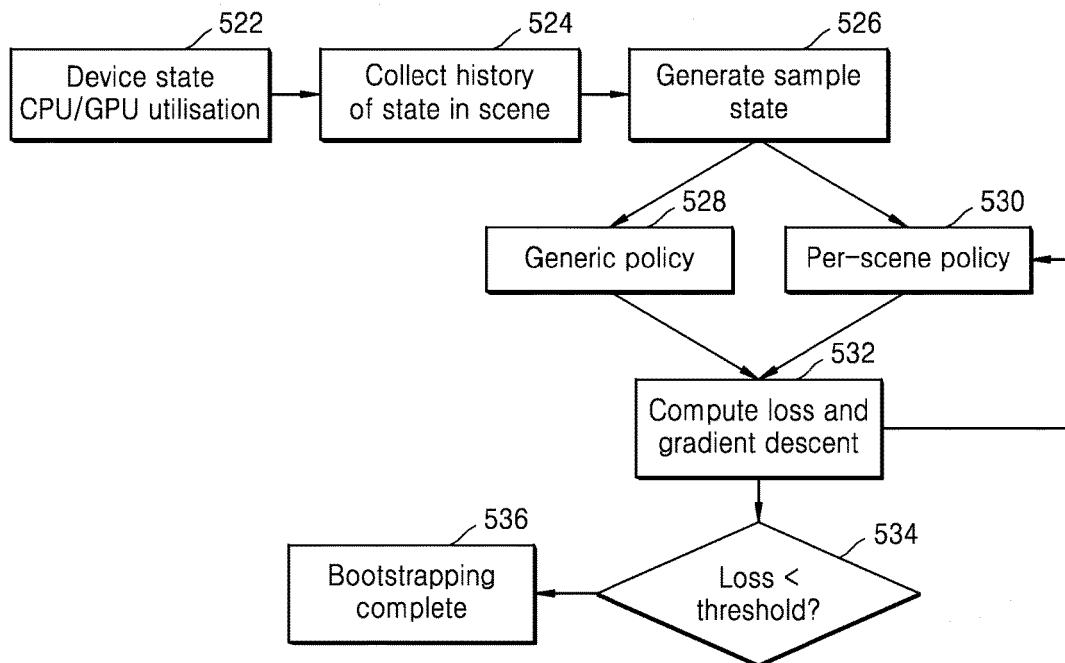 522
Device state
CPU/GPU utilisation
524
Collect history
of state in scene
526
Generate sample
state
528
Generic policy
530
Per-scene policy
532
Compute loss and
gradient descent
534
Loss <
threshold?
536
Bootstrapping
complete